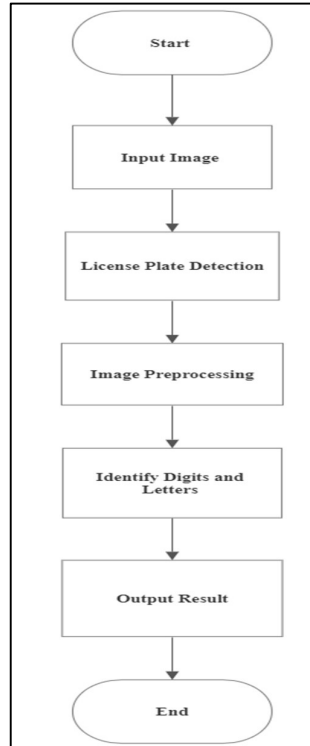 Start
Input Image
License Plate Detection
Image Preprocessing
Identify Digits and
Letters
Output Result
End